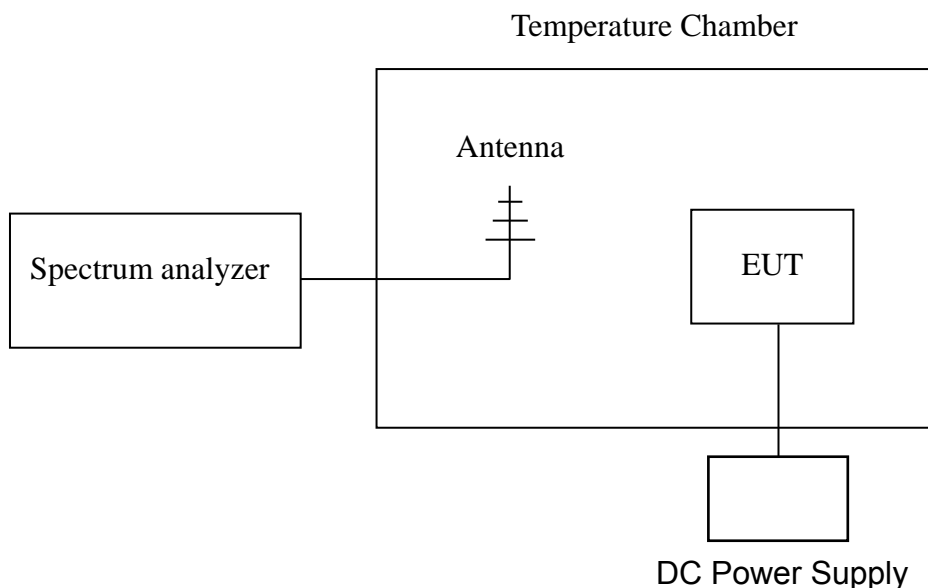 Temperature Chamber
Antenna
Spectrum analyzer
EUT
DC Power Supply